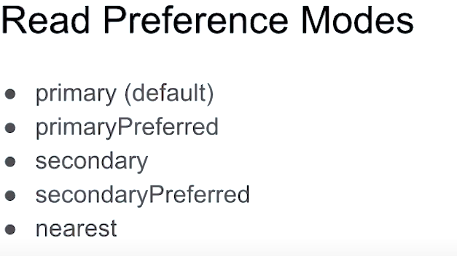 Read Preference Modes
● primary (default)
● primaryPreferred
● secondary
● secondaryPreferred
● nearest